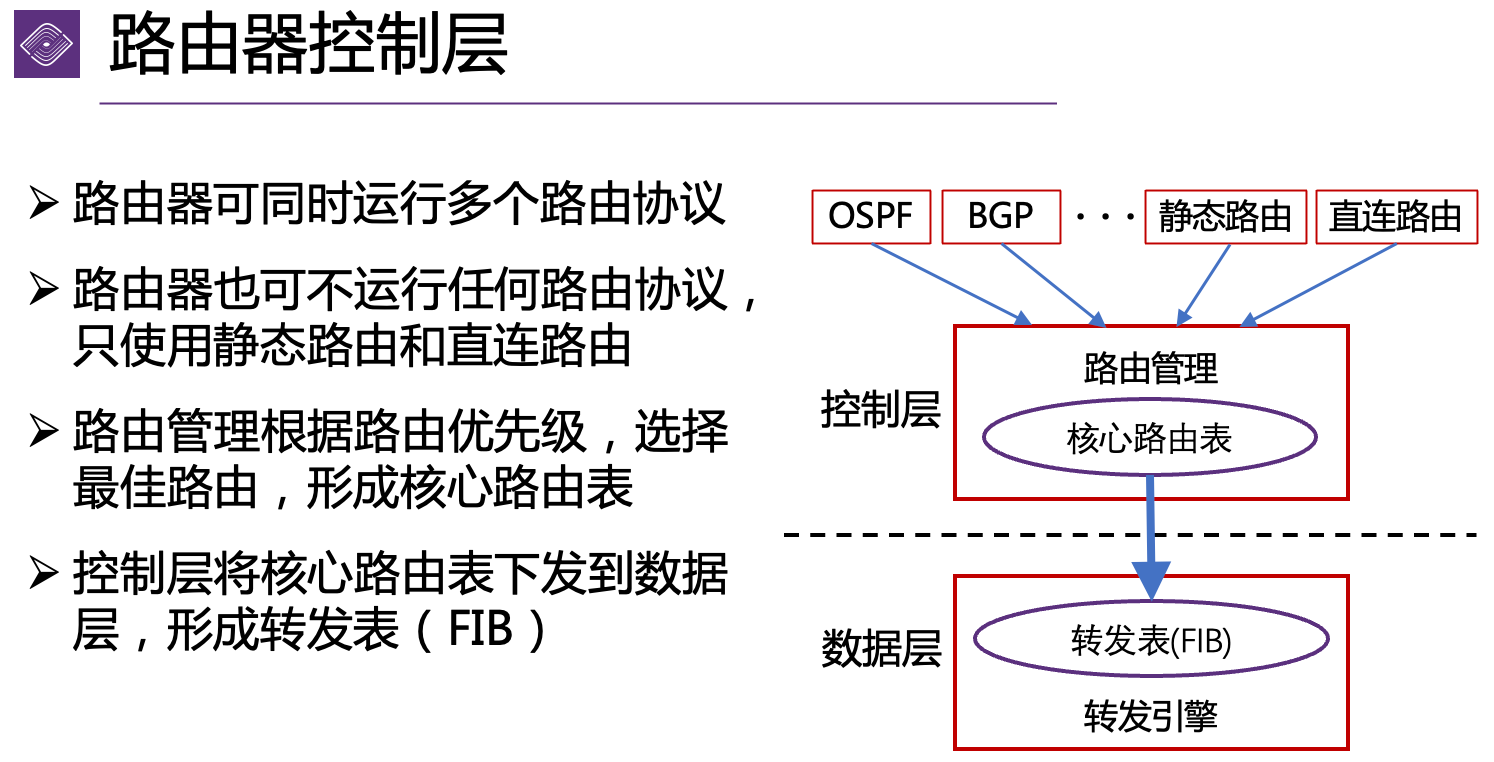 路由器控制层
路由器可同时运行多个路由协议
路由器也可不运行任何路由协议，
只使用静态路由和直连路由
路由管理根据路由优先级，选择
最佳路由，形成核心路由表
控制层将核心路由表下发到数据
层，形成转发表（FIB）
OSPF BGP ··· 静态路由 直连路由
路由管理
控制层
核心路由表
转发表(FIB)
数据层
转发引擎